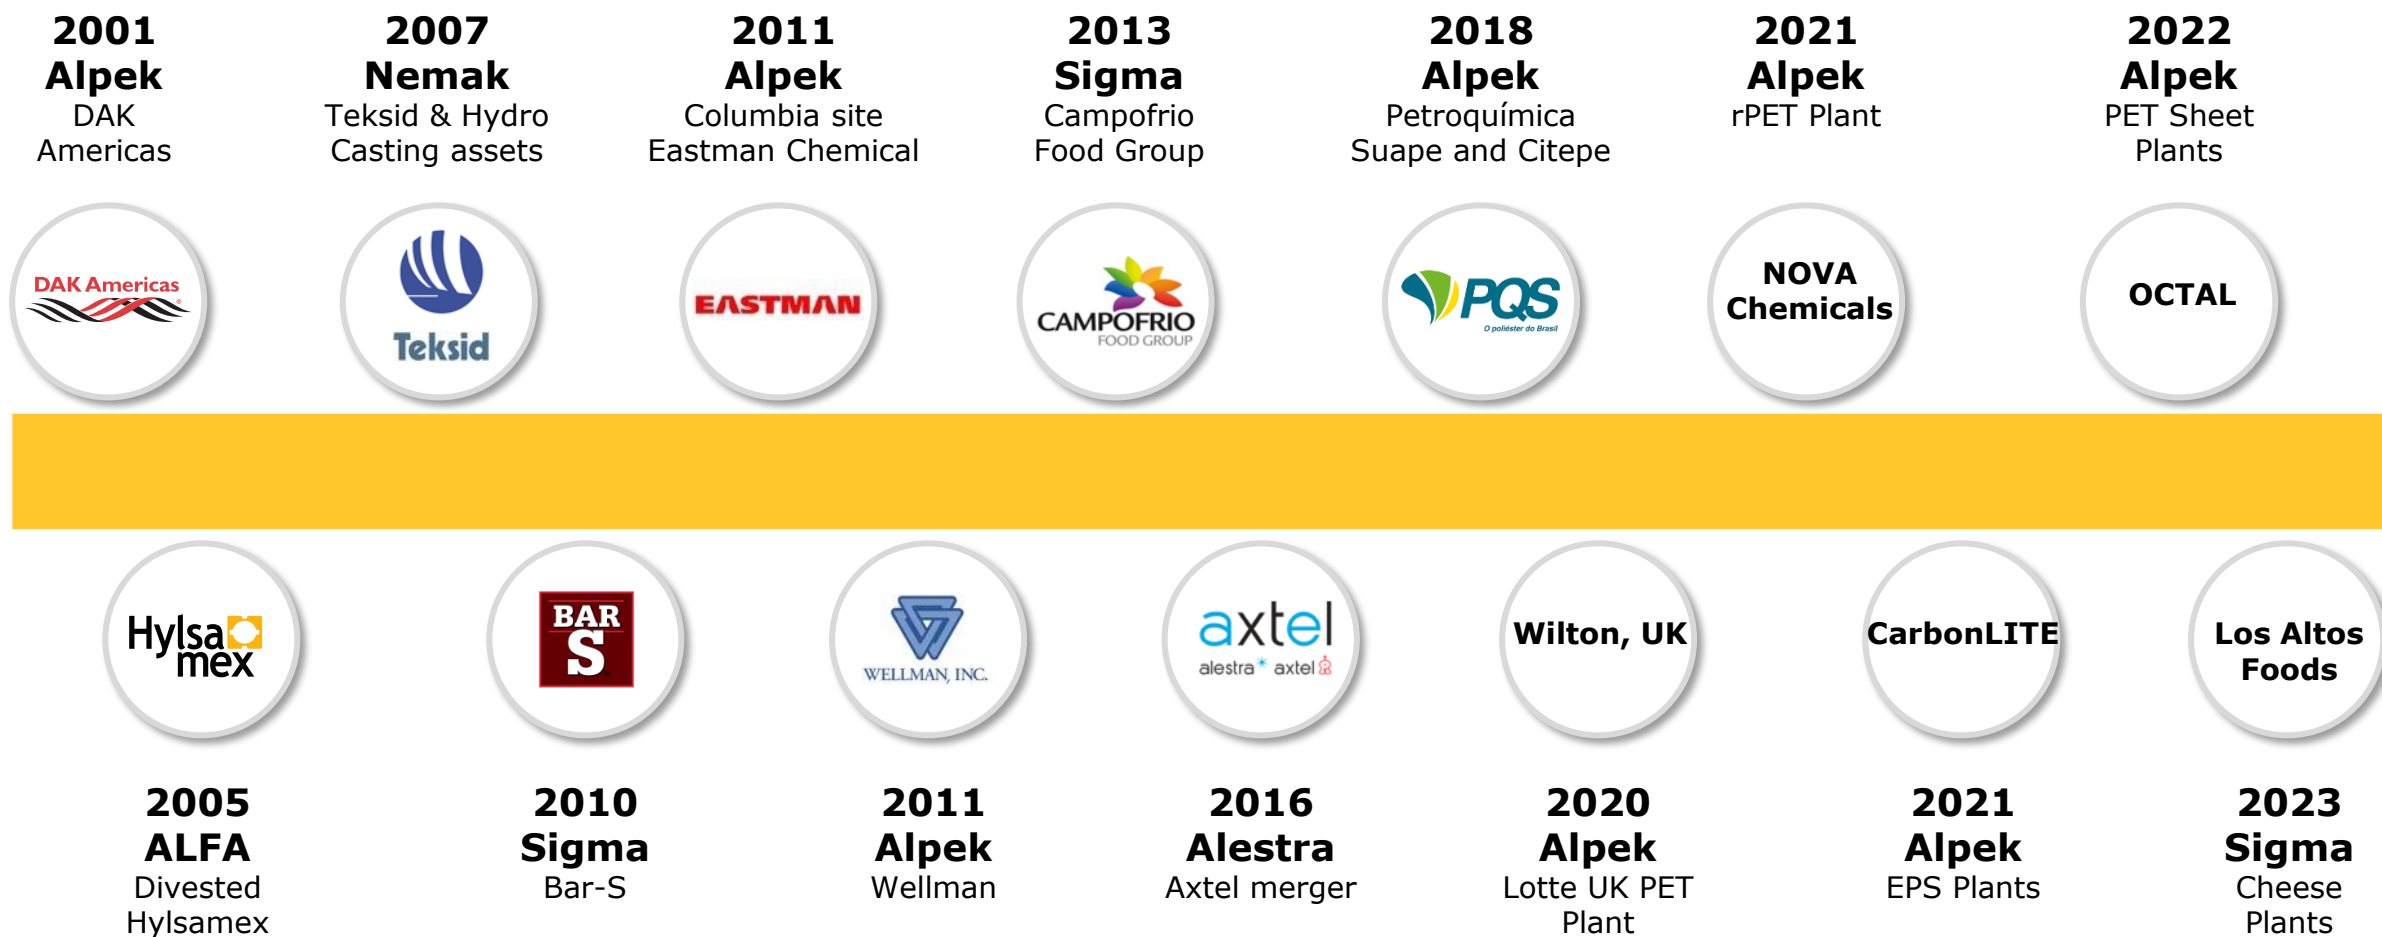 2001
Alpek
DAK
Americas
2007
Nemak
Teksid & Hydro
Casting assets
2011
Alpek
Columbia site
Eastman Chemical
2013
Sigma
Campofrio
Food Group
2018
Alpek
Petroquímica
Suape and Citepe
2021
Alpek
rPET Plant
2022
Alpek
PET Sheet
Plants
DAK Americas
Teksid
EASTMAN
CAMPOFRIO
FOOD GROUP
PQS
O poliéster do Brasil
NOVA
Chemicals
OCTAL
Hylsa
mex
BAR
S
WELLMAN, INC.
axtel
alestra* axtel
Wilton, UK
CarbonLITE
Los Altos
Foods
2005
ALFA
Divested
Hylsamex
2010
Sigma
Bar-S
2011
Alpek
Wellman
2016
Alestra
Axtel merger
2020
Alpek
Lotte UK PET
Plant
2021
Alpek
EPS Plants
2023
Sigma
Cheese
Plants